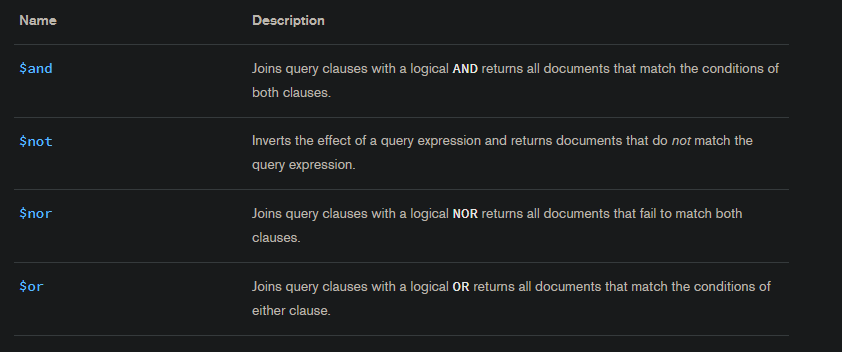 Name Description
$and Joins query clauses with a logical AND returns all documents that match the conditions of
both clauses.
$not Inverts the effect of a query expression and returns documents that do not match the
query expression.
$nor Joins query clauses with a logical NOR returns all documents that fail to match both
clauses.
$or Joins query clauses with a logical OR returns all documents that match the conditions of
either clause.